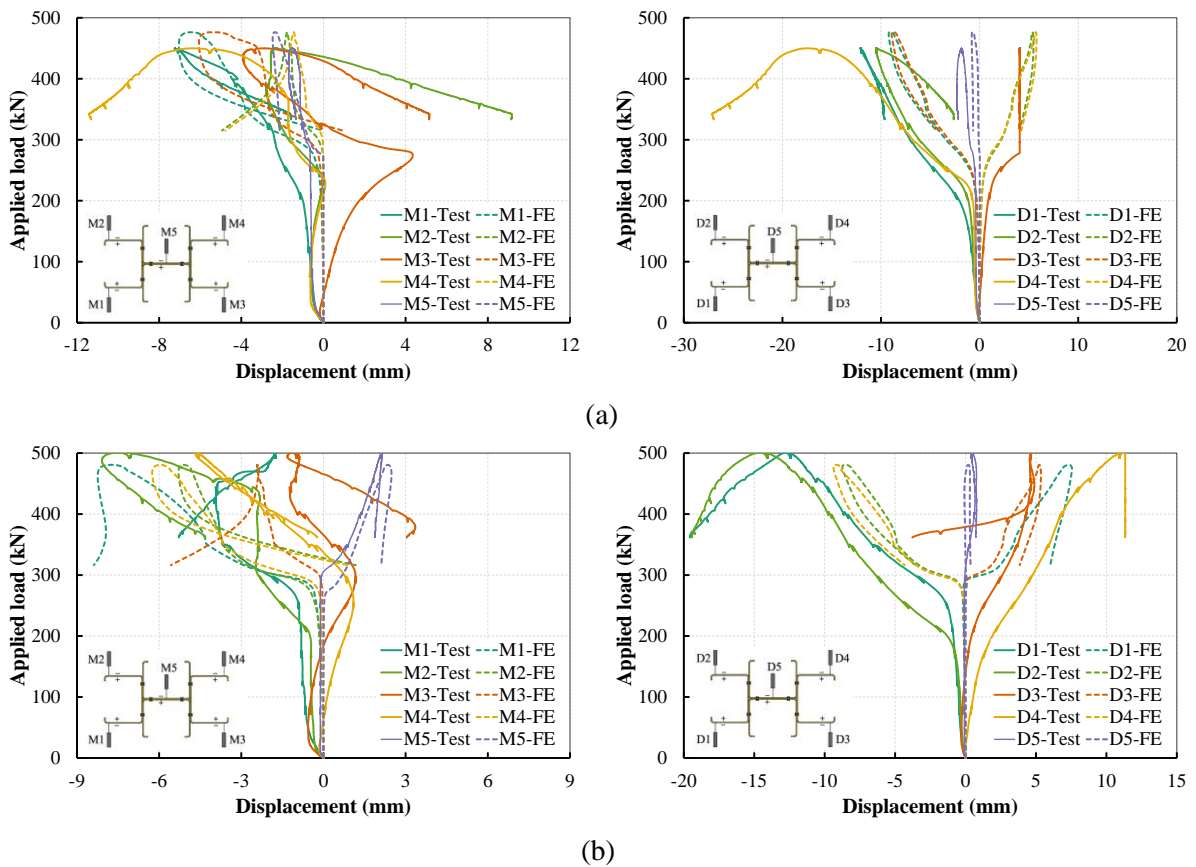 500
400
300
200
100
0
Applied load (kN)
-12 -8 -4 0 4 8 12
Displacement (mm)
M1-Test M1-FE
M2-Test M2-FE
M3-Test M3-FE
M4-Test M4-FE
M5-Test M5-FE
M2 M4
M5
M1 M3
500
400
300
200
100
0
Applied load (kN)
-30 -20 -10 0 10 20
Displacement (mm)
D1-Test D1-FE
D2-Test D2-FE
D3-Test D3-FE
D4-Test D4-FE
D5-Test D5-FE
D2 D4
D5
D1 D3
(a)
500
400
300
200
100
0
Applied load (kN)
-9 -6 -3 0 3 6 9
Displacement (mm)
M1-Test M1-FE
M2-Test M2-FE
M3-Test M3-FE
M4-Test M4-FE
M5-Test M5-FE
M2 M4
M5
M1 M3
500
400
300
200
100
0
Applied load (kN)
-20 -15 -10 -5 0 5 10 15
Displacement (mm)
D1-Test D1-FE
D2-Test D2-FE
D3-Test D3-FE
D4-Test D4-FE
D5-Test D5-FE
D2 D4
D5
D1 D3
(b)